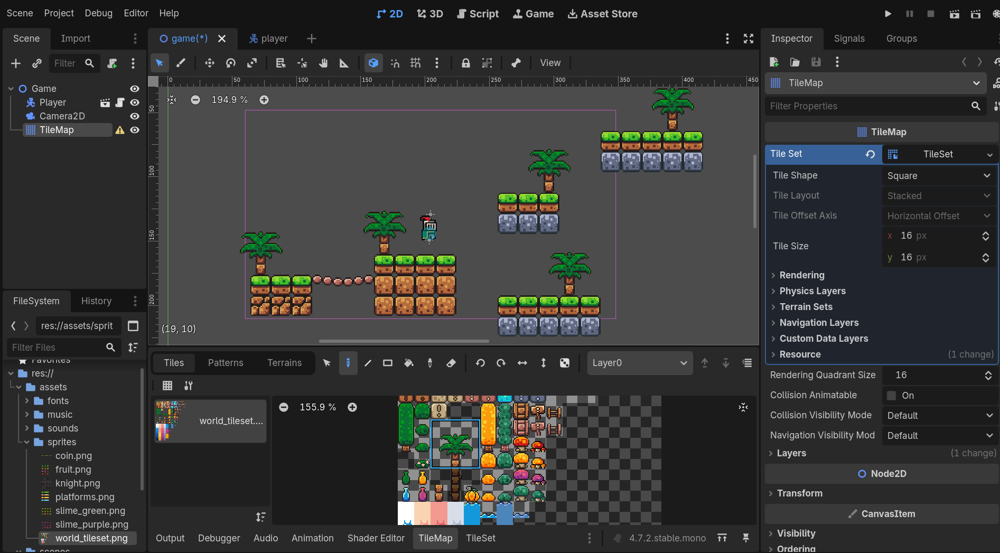 Scene Project Debug Editor Help
2D 3D Script Game Asset Store
Scene Import
Filter
Game
Player
Camera2D
TileMap
FileSystem History
res://assets/sprit
Filter Files
Favorites
res://
assets
fonts
music
sounds
sprites
coin.png
fruit.png
knight.png
platforms.png
slime_green.png
slime_purple.png
world_tileset.png
scenes
game(*) player
View
0 50 100 150 200 250 300 350 400 450
194.9 %
50
100
150
200
(19, 10)
Tiles Patterns Terrains
Layer0
world_tileset....
155.9 %
Output Debugger Audio Animation Shader Editor TileMap TileSet
4.7.2.stable.mono
Inspector Signals Groups
TileMap
Filter Properties
TileMap
Tile Set TileSet
Tile Shape Square
Tile Layout Stacked
Tile Offset Axis Horizontal Offset
Tile Size
x 16 px
y 16 px
Rendering
Physics Layers
Terrain Sets
Navigation Layers
Custom Data Layers
Resource (1 change)
Rendering Quadrant Size 16
Collision Animatable On
Collision Visibility Mode Default
Navigation Visibility Mod Default
Layers (1 change)
Node2D
Transform
CanvasItem
Visibility
Ordering